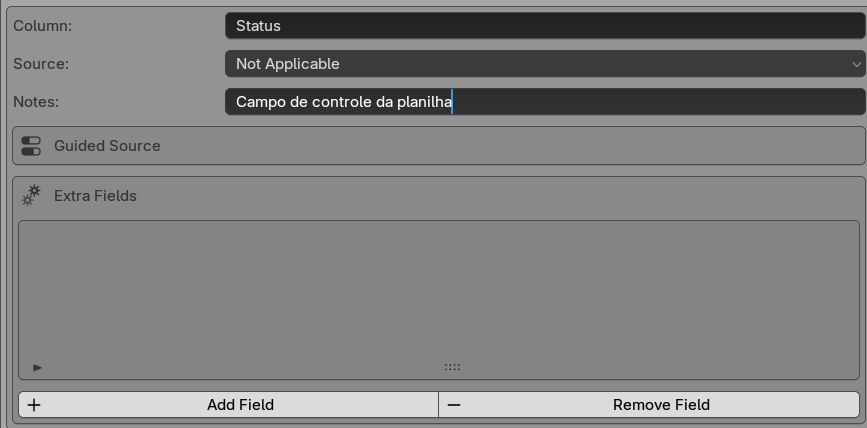 Column: Status
Source: Not Applicable
Notes: Campo de controle da planilha
Guided Source
Extra Fields
Add Field Remove Field